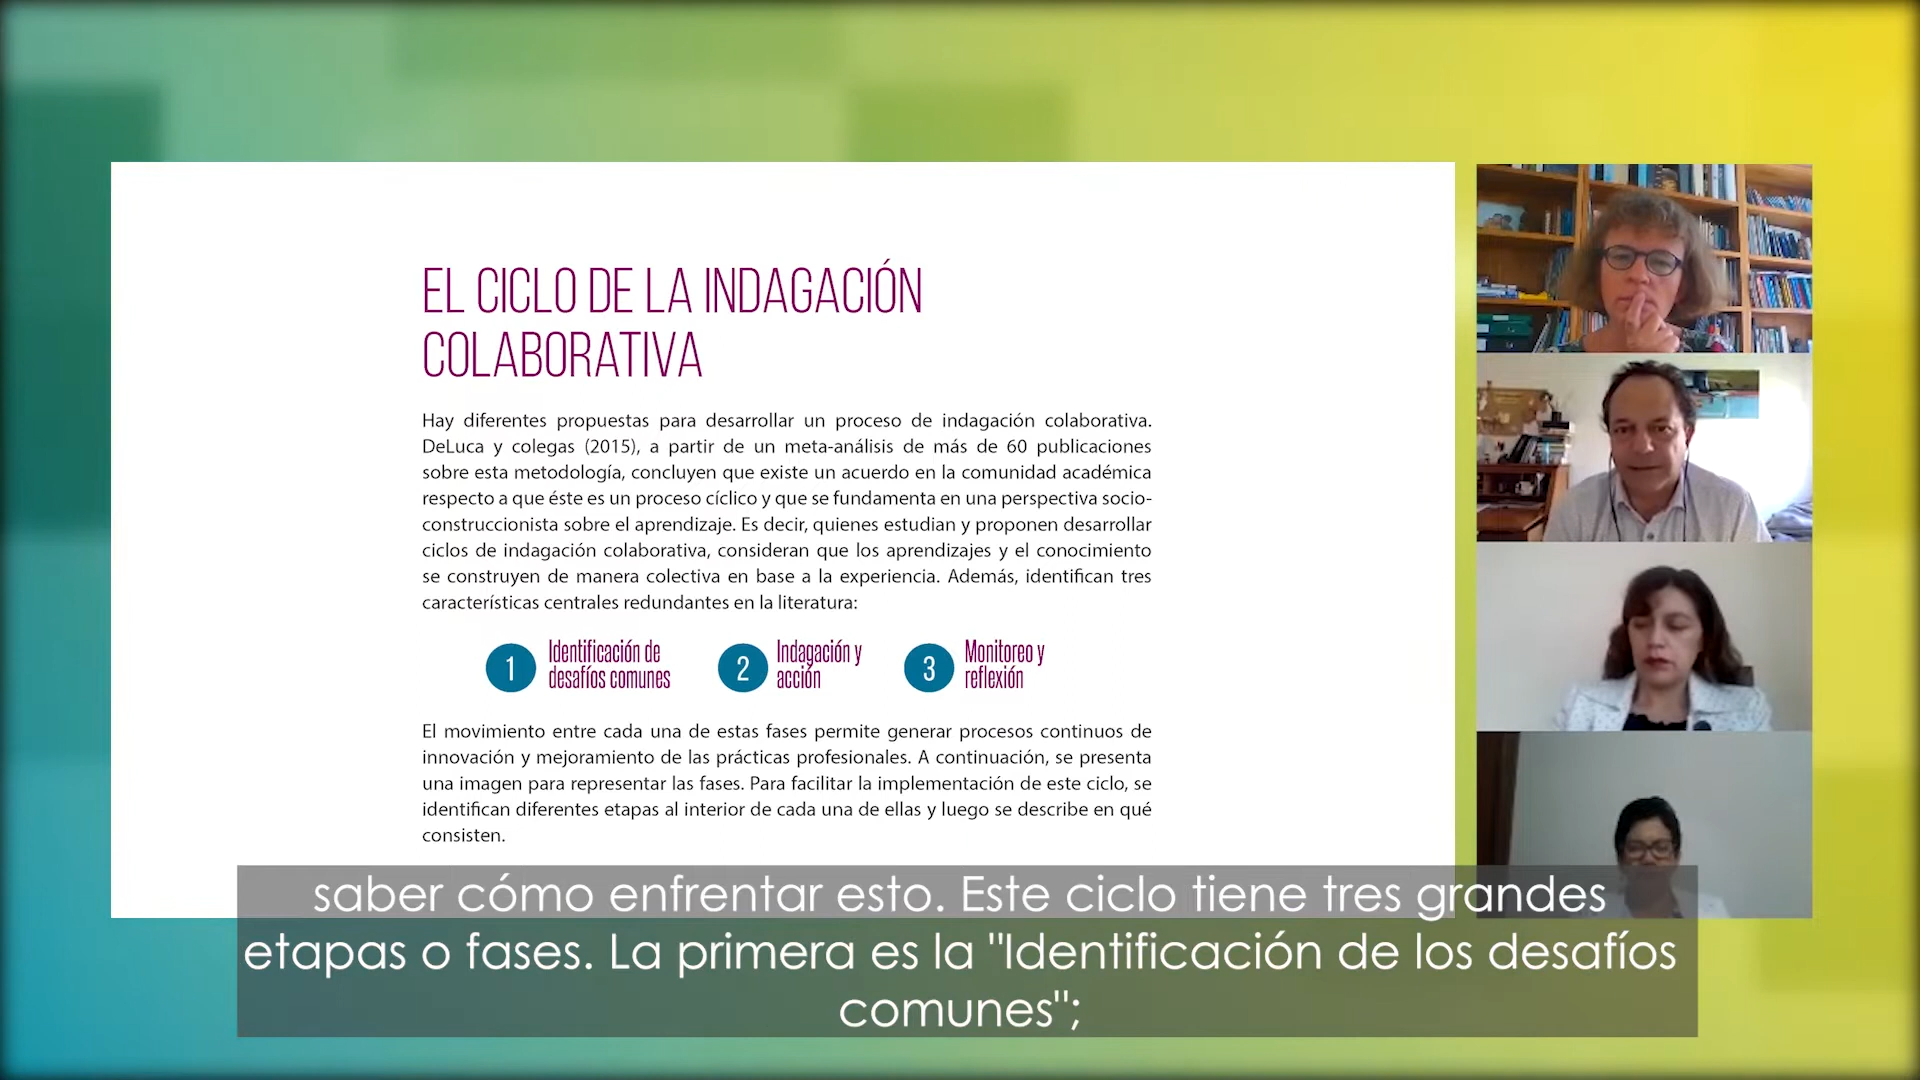 EL CICLO DE LA INDAGACIÓN
COLABORATIVA
Hay diferentes propuestas para desarrollar un proceso de indagación colaborativa.
DeLuca y colegas (2015), a partir de un meta-análisis de más de 60 publicaciones
sobre esta metodología, concluyen que existe un acuerdo en la comunidad académica
respecto a que éste es un proceso cíclico y que se fundamenta en una perspectiva socio-
construccionista sobre el aprendizaje. Es decir, quienes estudian y proponen desarrollar
ciclos de indagación colaborativa, consideran que los aprendizajes y el conocimiento
se construyen de manera colectiva en base a la experiencia. Además, identifican tres
características centrales redundantes en la literatura:
1 Identificación de
desafíos comunes
2 Indagación y
acción
3 Monitoreo y
reflexión
El movimiento entre cada una de estas fases permite generar procesos continuos de
innovación y mejoramiento de las prácticas profesionales. A continuación, se presenta
una imagen para representar las fases. Para facilitar la implementación de este ciclo, se
identifican diferentes etapas al interior de cada una de ellas y luego se describe en qué
consisten.
saber cómo enfrentar esto. Este ciclo tiene tres grandes
etapas o fases. La primera es la "Identificación de los desafíos
comunes";